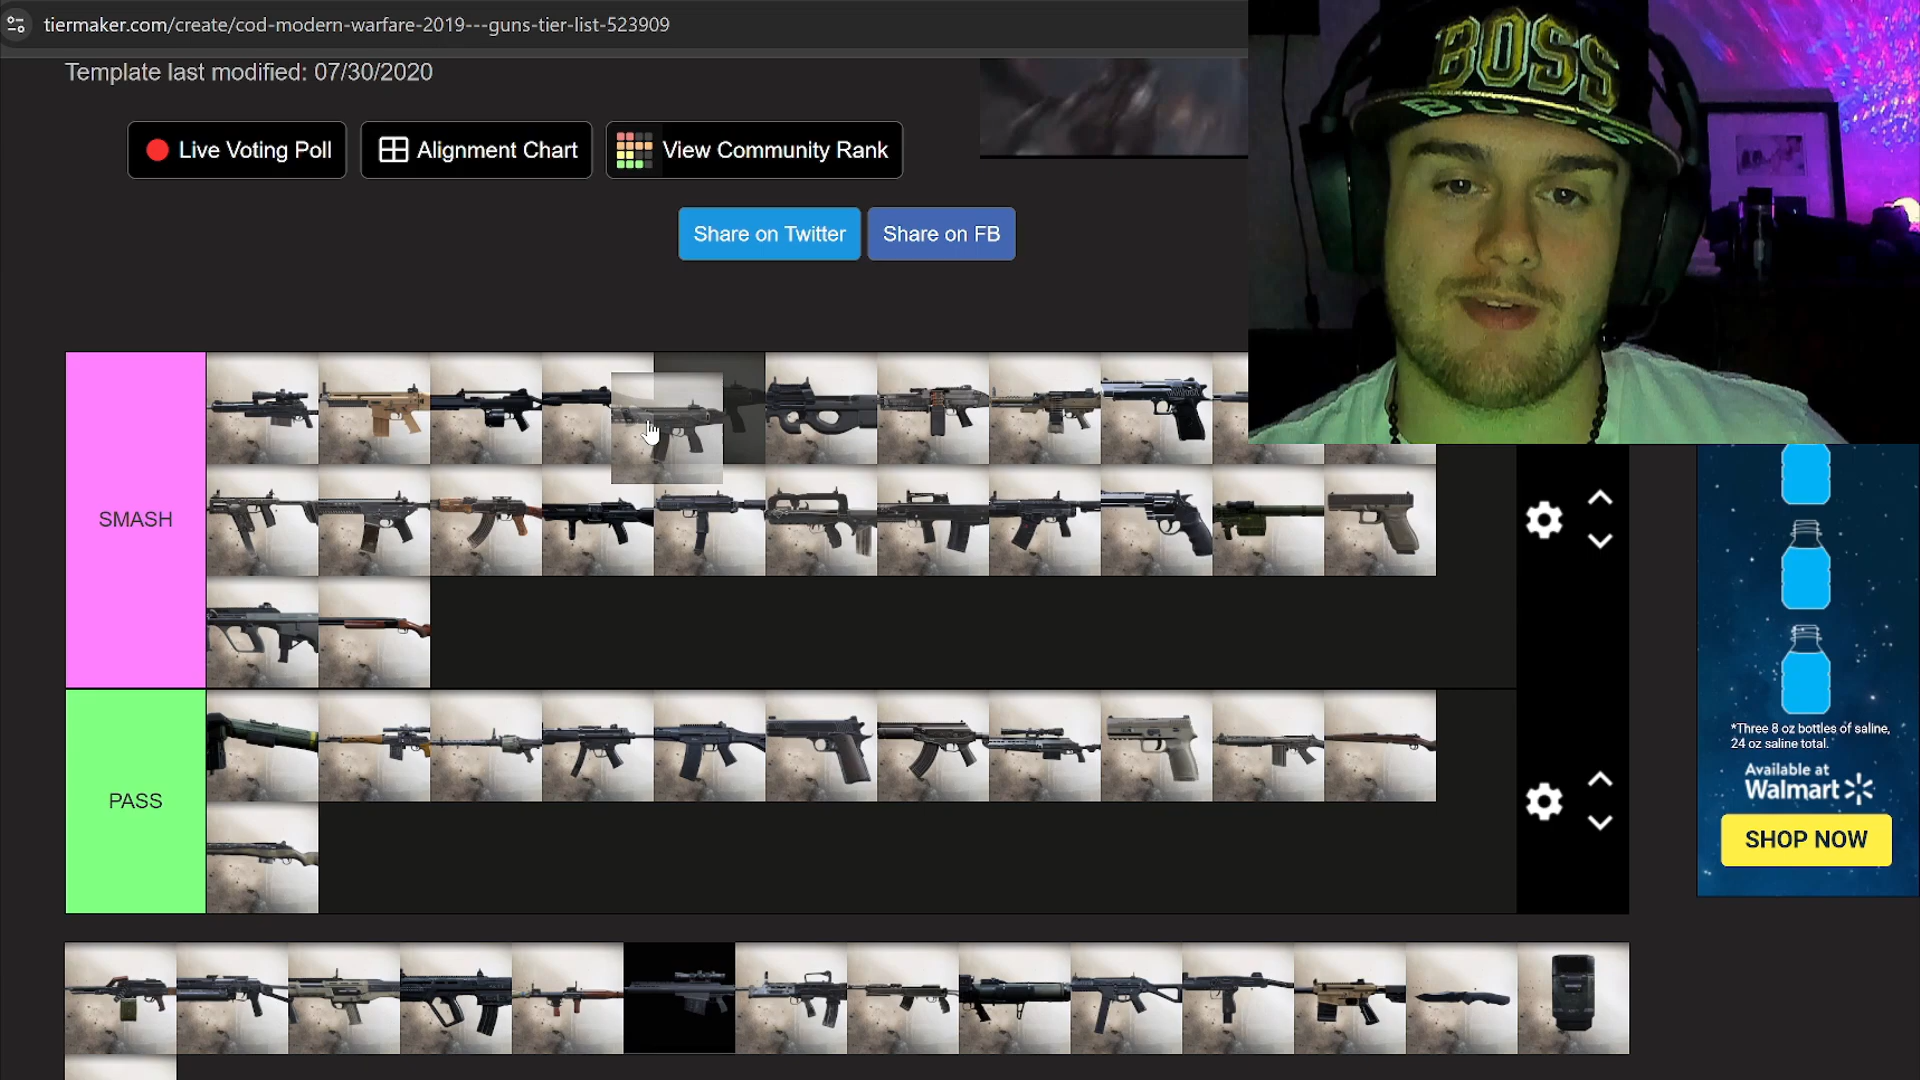 tiermaker.com/create/cod-modern-warfare-2019---guns-tier-list-523909
Template last modified: 07/30/2020
Live Voting Poll
Alignment Chart
View Community Rank
Share on Twitter
Share on FB
BOSS
BOSS
SMASH
PASS
*Three 8 oz bottles of saline,
24 oz saline total.
Available at
Walmart
SHOP NOW